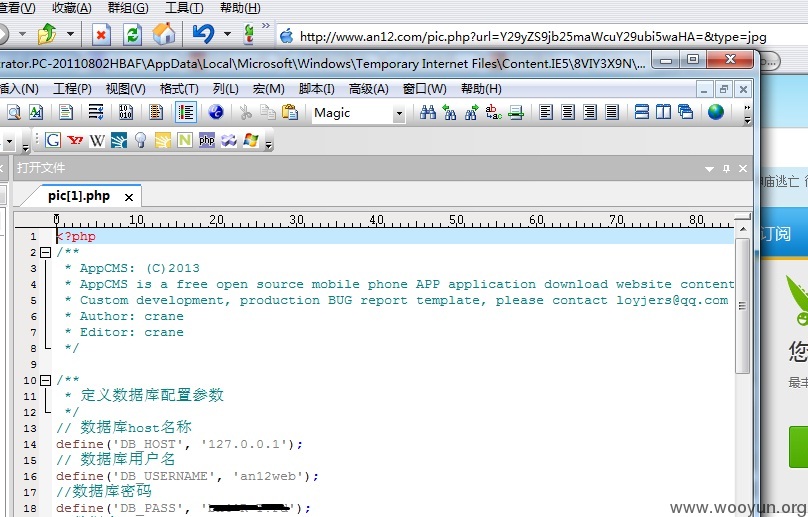 查看(V) 收藏(A) 群组(G) 工具(T) 帮助(H)
http://www.an12.com/pic.php?url=Y29yZS9jb25maWcuY29ubi5waHA=&type=jpg
trator.PC-20110802HBAF\AppData\Local\Microsoft\Windows\Temporary Internet Files\Content.IE5\8VIY3X9N\...
插入(N) 工程(P) 视图(V) 格式(T) 列(L) 宏(M) 脚本(I) 高级(A) 窗口(W) 帮助(H)
Magic
打开文件
庙逃亡
pic[1].php
订阅
0 10 20 30 40 50 60 70 80
1 <?php
2 /**
3 * AppCMS: (C)2013
4 * AppCMS is a free open source mobile phone APP application download website content
5 * Custom development, production BUG report template, please contact loyjers@qq.com
6 * Author: crane
7 * Editor: crane
8 */
9
10 /**
11 * 定义数据库配置参数
12 */
13 // 数据库host名称
14 define('DB_HOST', '127.0.0.1');
15 // 数据库用户名
16 define('DB_USERNAME', 'an12web');
17 //数据库密码
18 define('DB_PASS', '
您
最丰
www.wooyun.org